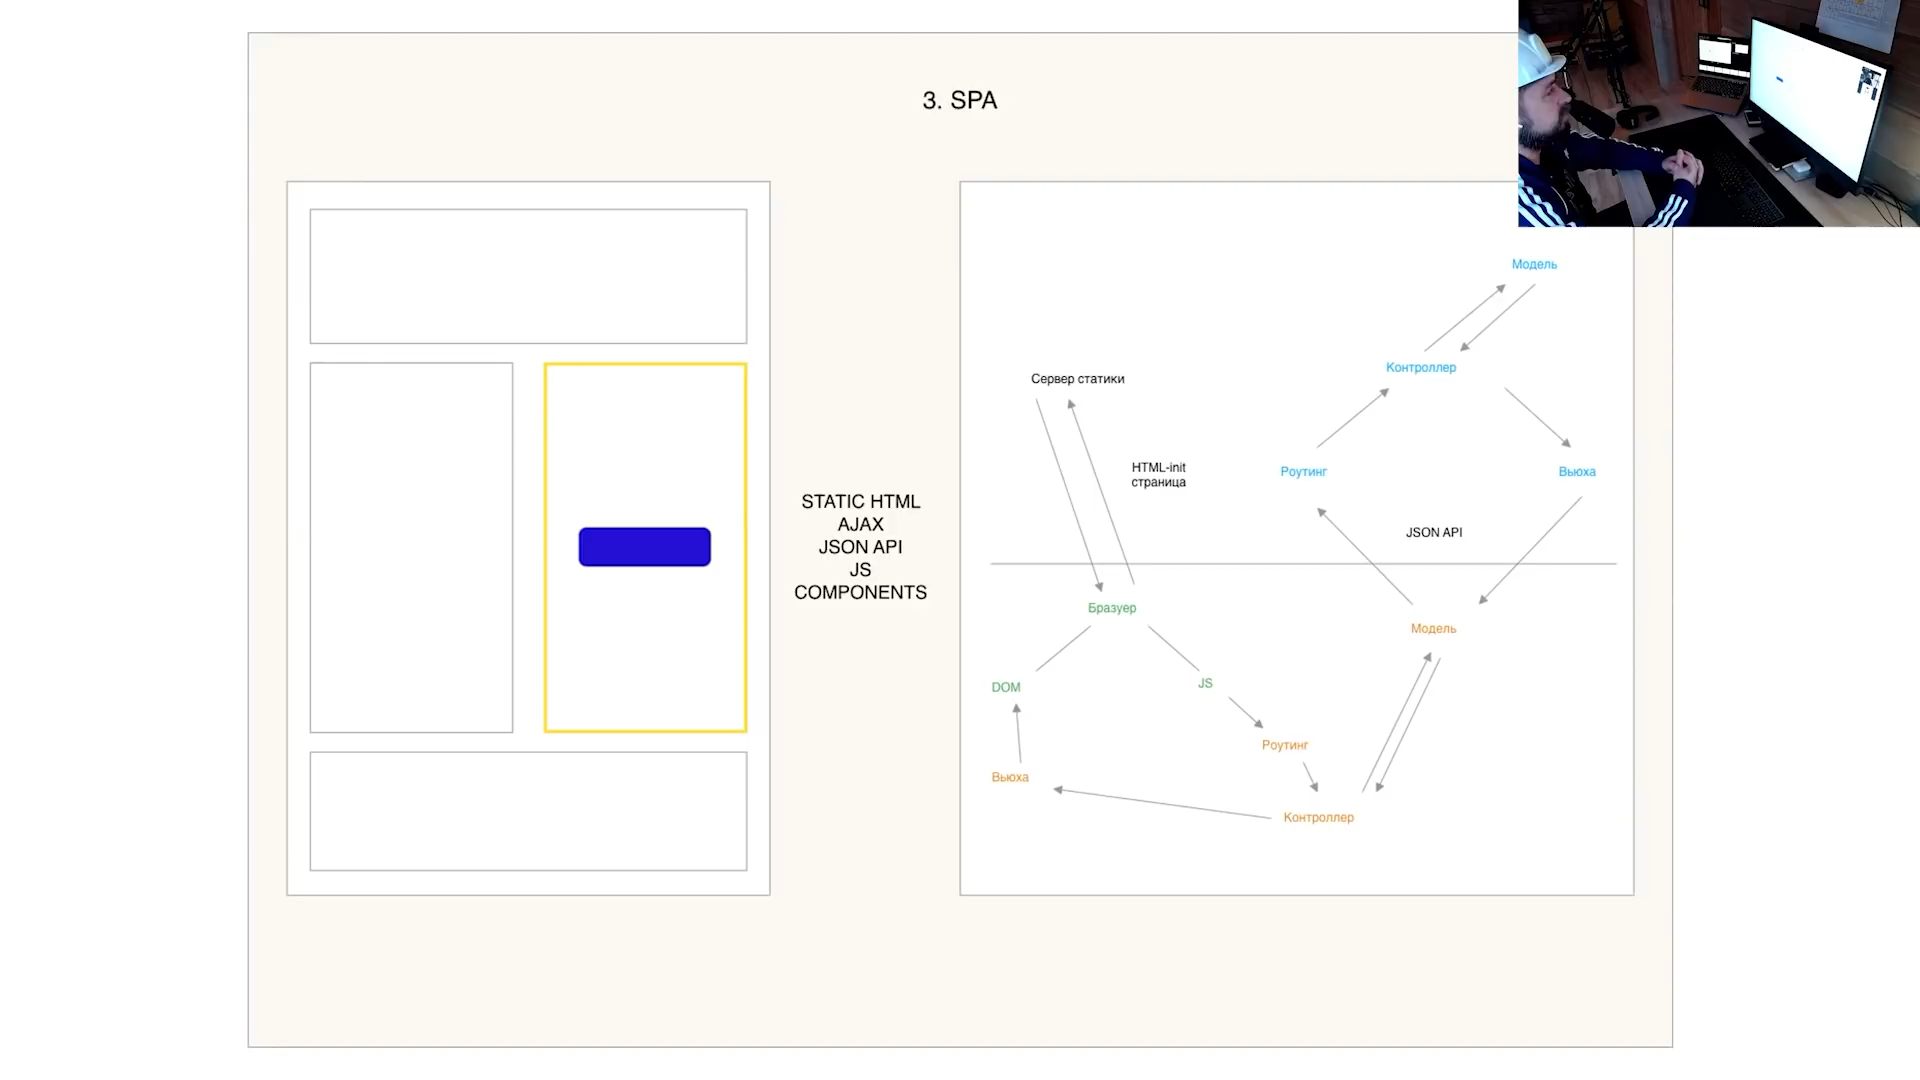 3. SPA
STATIC HTML
AJAX
JSON API
JS
COMPONENTS
Модель
Контроллер
Сервер статики
HTML-init
страница
Роутинг
Вьюха
JSON API
Бразуер
Модель
DOM
JS
Роутинг
Вьюха
Контроллер